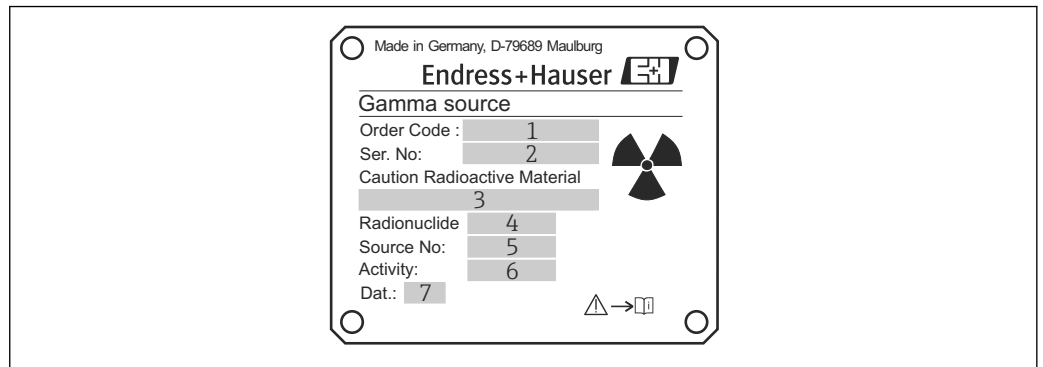 Made in Germany, D-79689 Maulburg
Endress+Hauser
Gamma source
Order Code : 1
Ser. No: 2
Caution Radioactive Material
3
Radionuclide 4
Source No: 5
Activity: 6
Dat.: 7